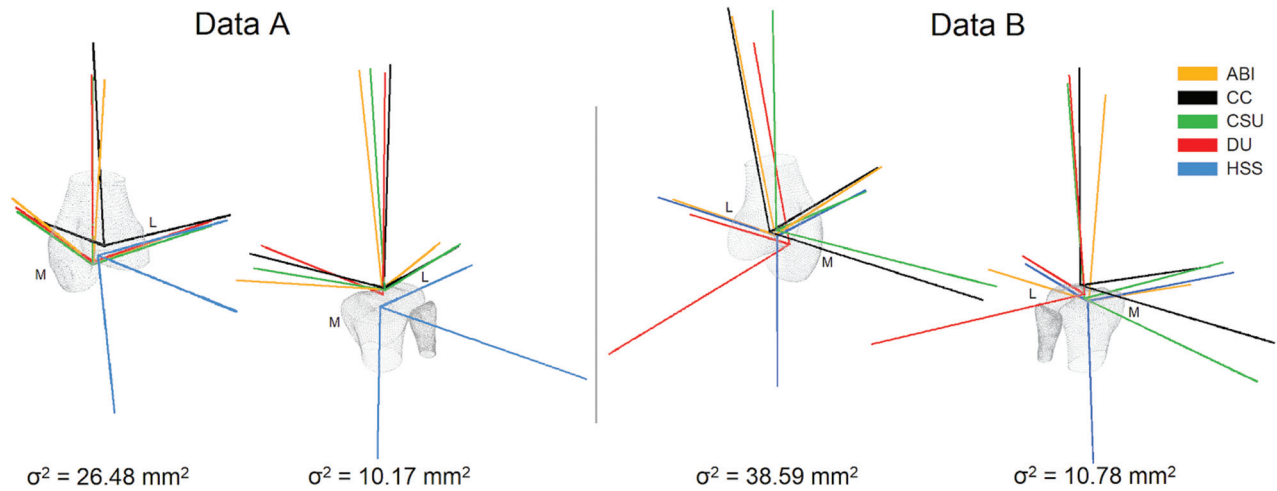 Data A
Data B
ABI
CC
CSU
DU
HSS
L
M
L
M
L
M
L
M
σ² = 26.48 mm²
σ² = 10.17 mm²
σ² = 38.59 mm²
σ² = 10.78 mm²